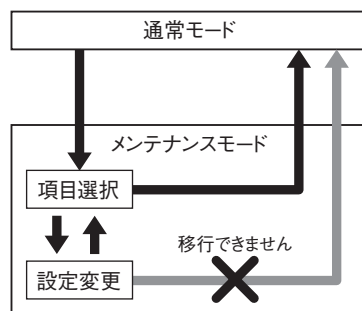 通常モード
メンテナンスモード
項目選択
移行できません
設定変更